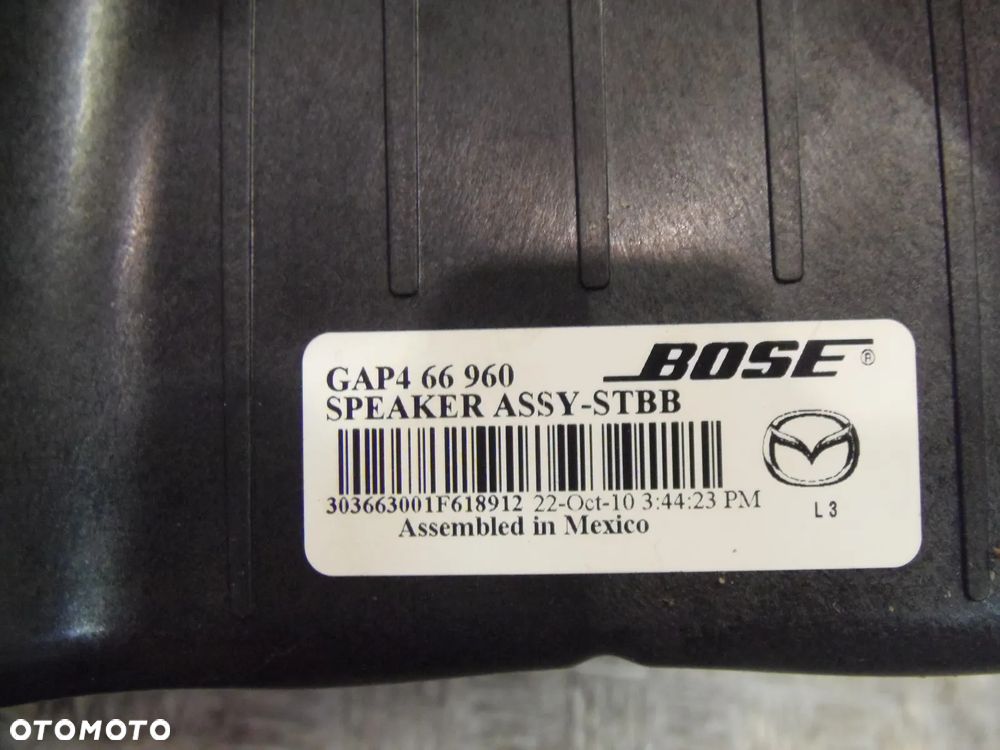 BOSE®
GAP4 66 960
SPEAKER ASSY-STBB
303663001F618912 22-Oct-10 3:44:23 PM
Assembled in Mexico
L3
OTOMOTO